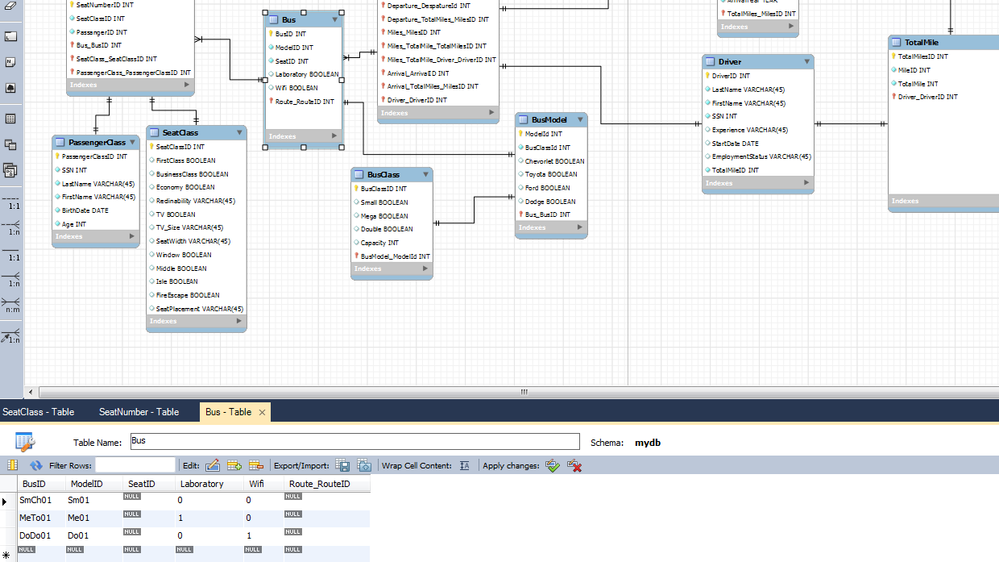 SeatNumberID INT
SeatClassID INT
PassangerID INT
Bus_BusID INT
SeatClass_SeatClassID INT
PassengerClass_PassengerClassID INT
Indexes
Bus
BusID INT
ModelID INT
SeatID INT
Laboratory BOOLEAN
Wifi BOOLEAN
Route_RouteID INT
Indexes
Departure_DespatureId INT
Departure_TotalMiles_MilesID INT
Miles_MilesID INT
Miles_TotalMile_TotalMilesID INT
Miles_TotalMile_Driver_DriverID INT
Arrival_ArrivalID INT
Arrival_TotalMiles_MilesID INT
Driver_DriverID INT
Indexes
TotalMiles_MilesID INT
Indexes
Driver
DriverID INT
LastName VARCHAR(45)
FirstName VARCHAR(45)
SSN INT
Experience VARCHAR(45)
StartDate DATE
EmploymentStatus VARCHAR(45)
TotalMileID INT
Indexes
TotalMile
TotalMilesID INT
MileID INT
TotalMile INT
Driver_DriverID INT
Indexes
PassengerClass
PassengerClassID INT
SSN INT
LastName VARCHAR(45)
FirstName VARCHAR(45)
BirthDate DATE
Age INT
Indexes
SeatClass
SeatClassID INT
FirstClass BOOLEAN
BusinessClass BOOLEAN
Economy BOOLEAN
Redinability VARCHAR(45)
TV BOOLEAN
TV_Size VARCHAR(45)
SeatWidth VARCHAR(45)
Window BOOLEAN
Middle BOOLEAN
Isle BOOLEAN
FireEscape BOOLEAN
SeatPlacement VARCHAR(45)
Indexes
BusClass
BusClassID INT
Small BOOLEAN
Mega BOOLEAN
Double BOOLEAN
Capacity INT
BusModel_ModelId INT
Indexes
BusModel
ModelId INT
BusClassId INT
Chevorlet BOOLEAN
Toyota BOOLEAN
Ford BOOLEAN
Dodge BOOLEAN
Bus_BusID INT
Indexes
1:1
1:n
1:1
1:n
n:m
1:n
SeatClass - Table SeatNumber - Table Bus - Table
Table Name: Bus Schema: mydb
Filter Rows: Edit: Export/Import: Wrap Cell Content: Apply changes:
BusID ModelID SeatID Laboratory Wifi Route_RouteID
SmCh01 Sm01 NULL 0 0 NULL
MeTo01 Me01 NULL 1 0 NULL
DoDo01 Do01 NULL 0 1 NULL
NULL NULL NULL NULL NULL NULL